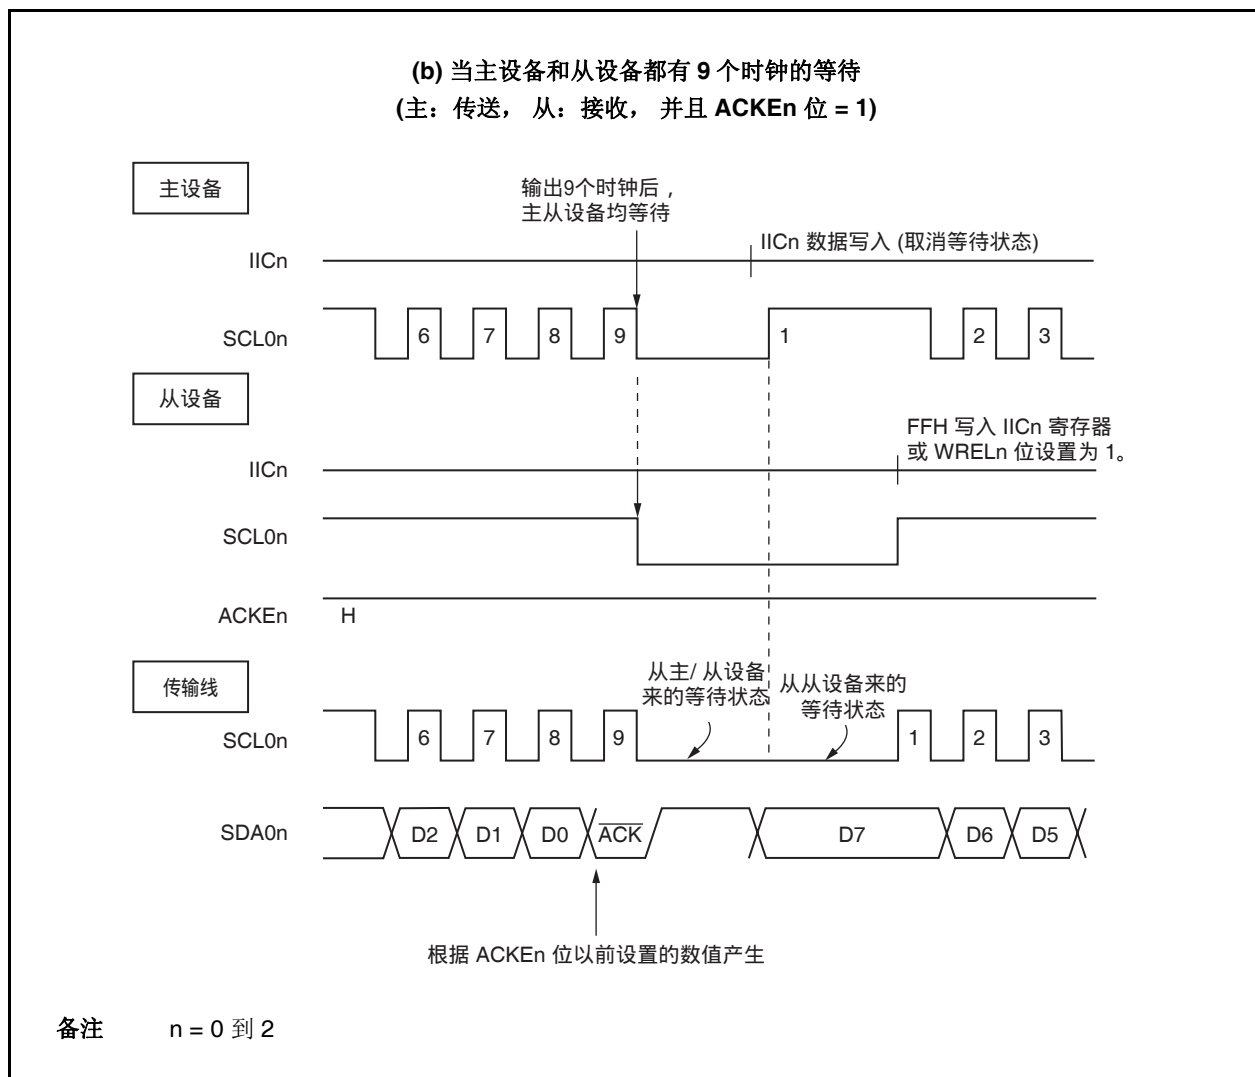 (b) 当主设备和从设备都有 9 个时钟的等待
(主：传送， 从：接收， 并且 ACKEn 位 = 1)
主设备
输出9个时钟后，
主从设备均等待
IICn 数据写入 (取消等待状态)
IICn
SCL0n
6 7 8 9 1 2 3
从设备
FFH 写入 IICn 寄存器
或 WRELn 位设置为 1。
IICn
SCL0n
ACKEn H
传输线
从主/ 从设备
来的等待状态
从从设备来的
等待状态
SCL0n
6 7 8 9 1 2 3
SDA0n
D2 D1 D0 ACK D7 D6 D5
根据 ACKEn 位以前设置的数值产生
备注 n = 0 到 2